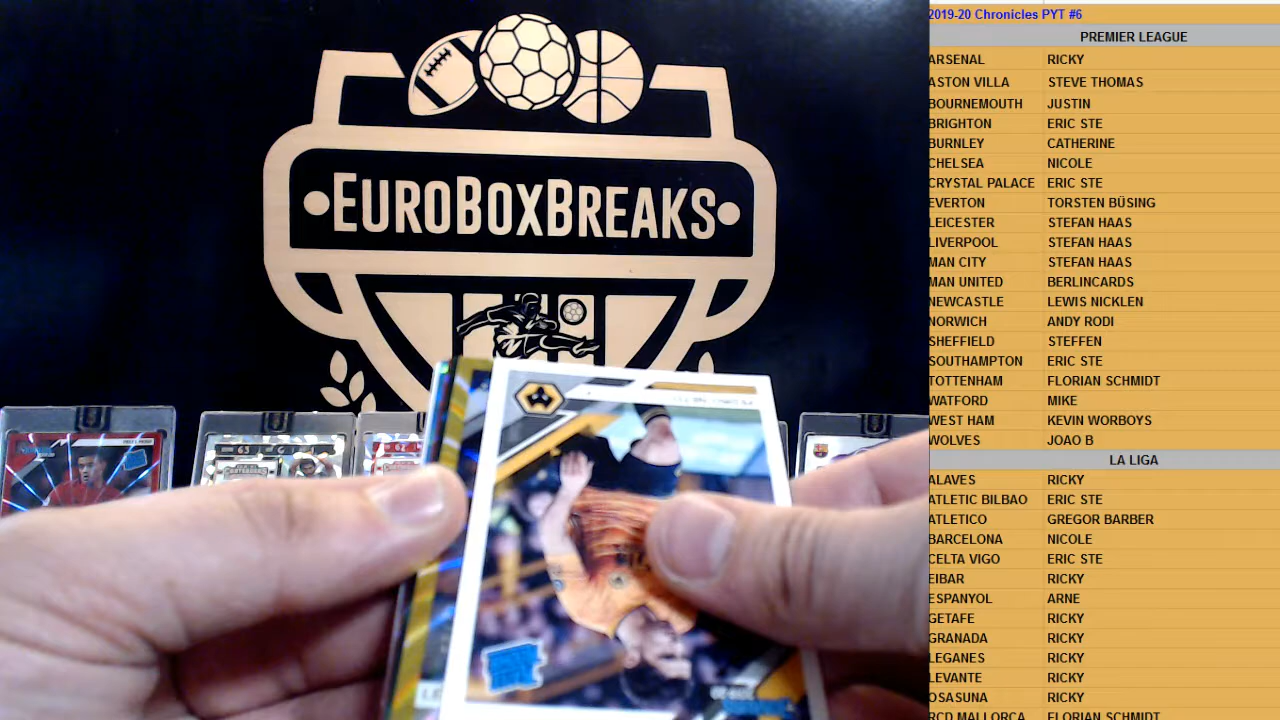 EUROBOXBREAKS
2019-20 Chronicles PYT #6
PREMIER LEAGUE
ARSENAL RICKY
ASTON VILLA STEVE THOMAS
BOURNEMOUTH JUSTIN
BRIGHTON ERIC STE
BURNLEY CATHERINE
CHELSEA NICOLE
CRYSTAL PALACE ERIC STE
EVERTON TORSTEN BÜSING
LEICESTER STEFAN HAAS
LIVERPOOL STEFAN HAAS
MAN CITY STEFAN HAAS
MAN UNITED BERLINCARDS
NEWCASTLE LEWIS NICKLEN
NORWICH ANDY RODI
SHEFFIELD STEFFEN
SOUTHAMPTON ERIC STE
TOTTENHAM FLORIAN SCHMIDT
WATFORD MIKE
WEST HAM KEVIN WORBOYS
WOLVES JOAO B
LA LIGA
ALAVES RICKY
ATLETIC BILBAO ERIC STE
ATLETICO GREGOR BARBER
BARCELONA NICOLE
CELTA VIGO ERIC STE
EIBAR RICKY
ESPANYOL ARNE
GETAFE RICKY
GRANADA RICKY
LEGANES RICKY
LEVANTE RICKY
OSASUNA RICKY
RCD MALLORCA FLORIAN SCHMIDT